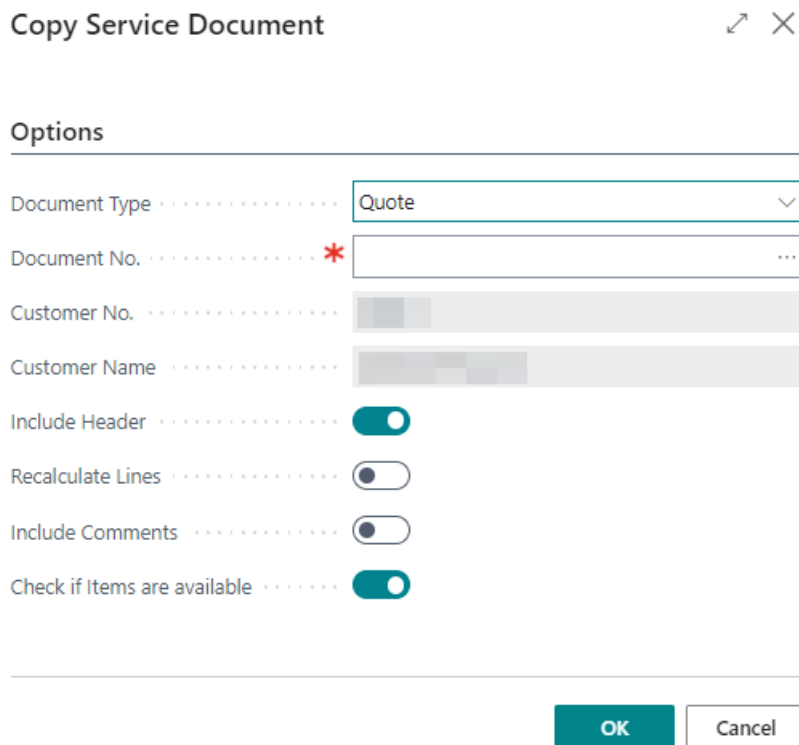 Copy Service Document
Options
Document Type Quote
Document No. *
Customer No.
Customer Name
Include Header
Recalculate Lines
Include Comments
Check if Items are available
OK Cancel